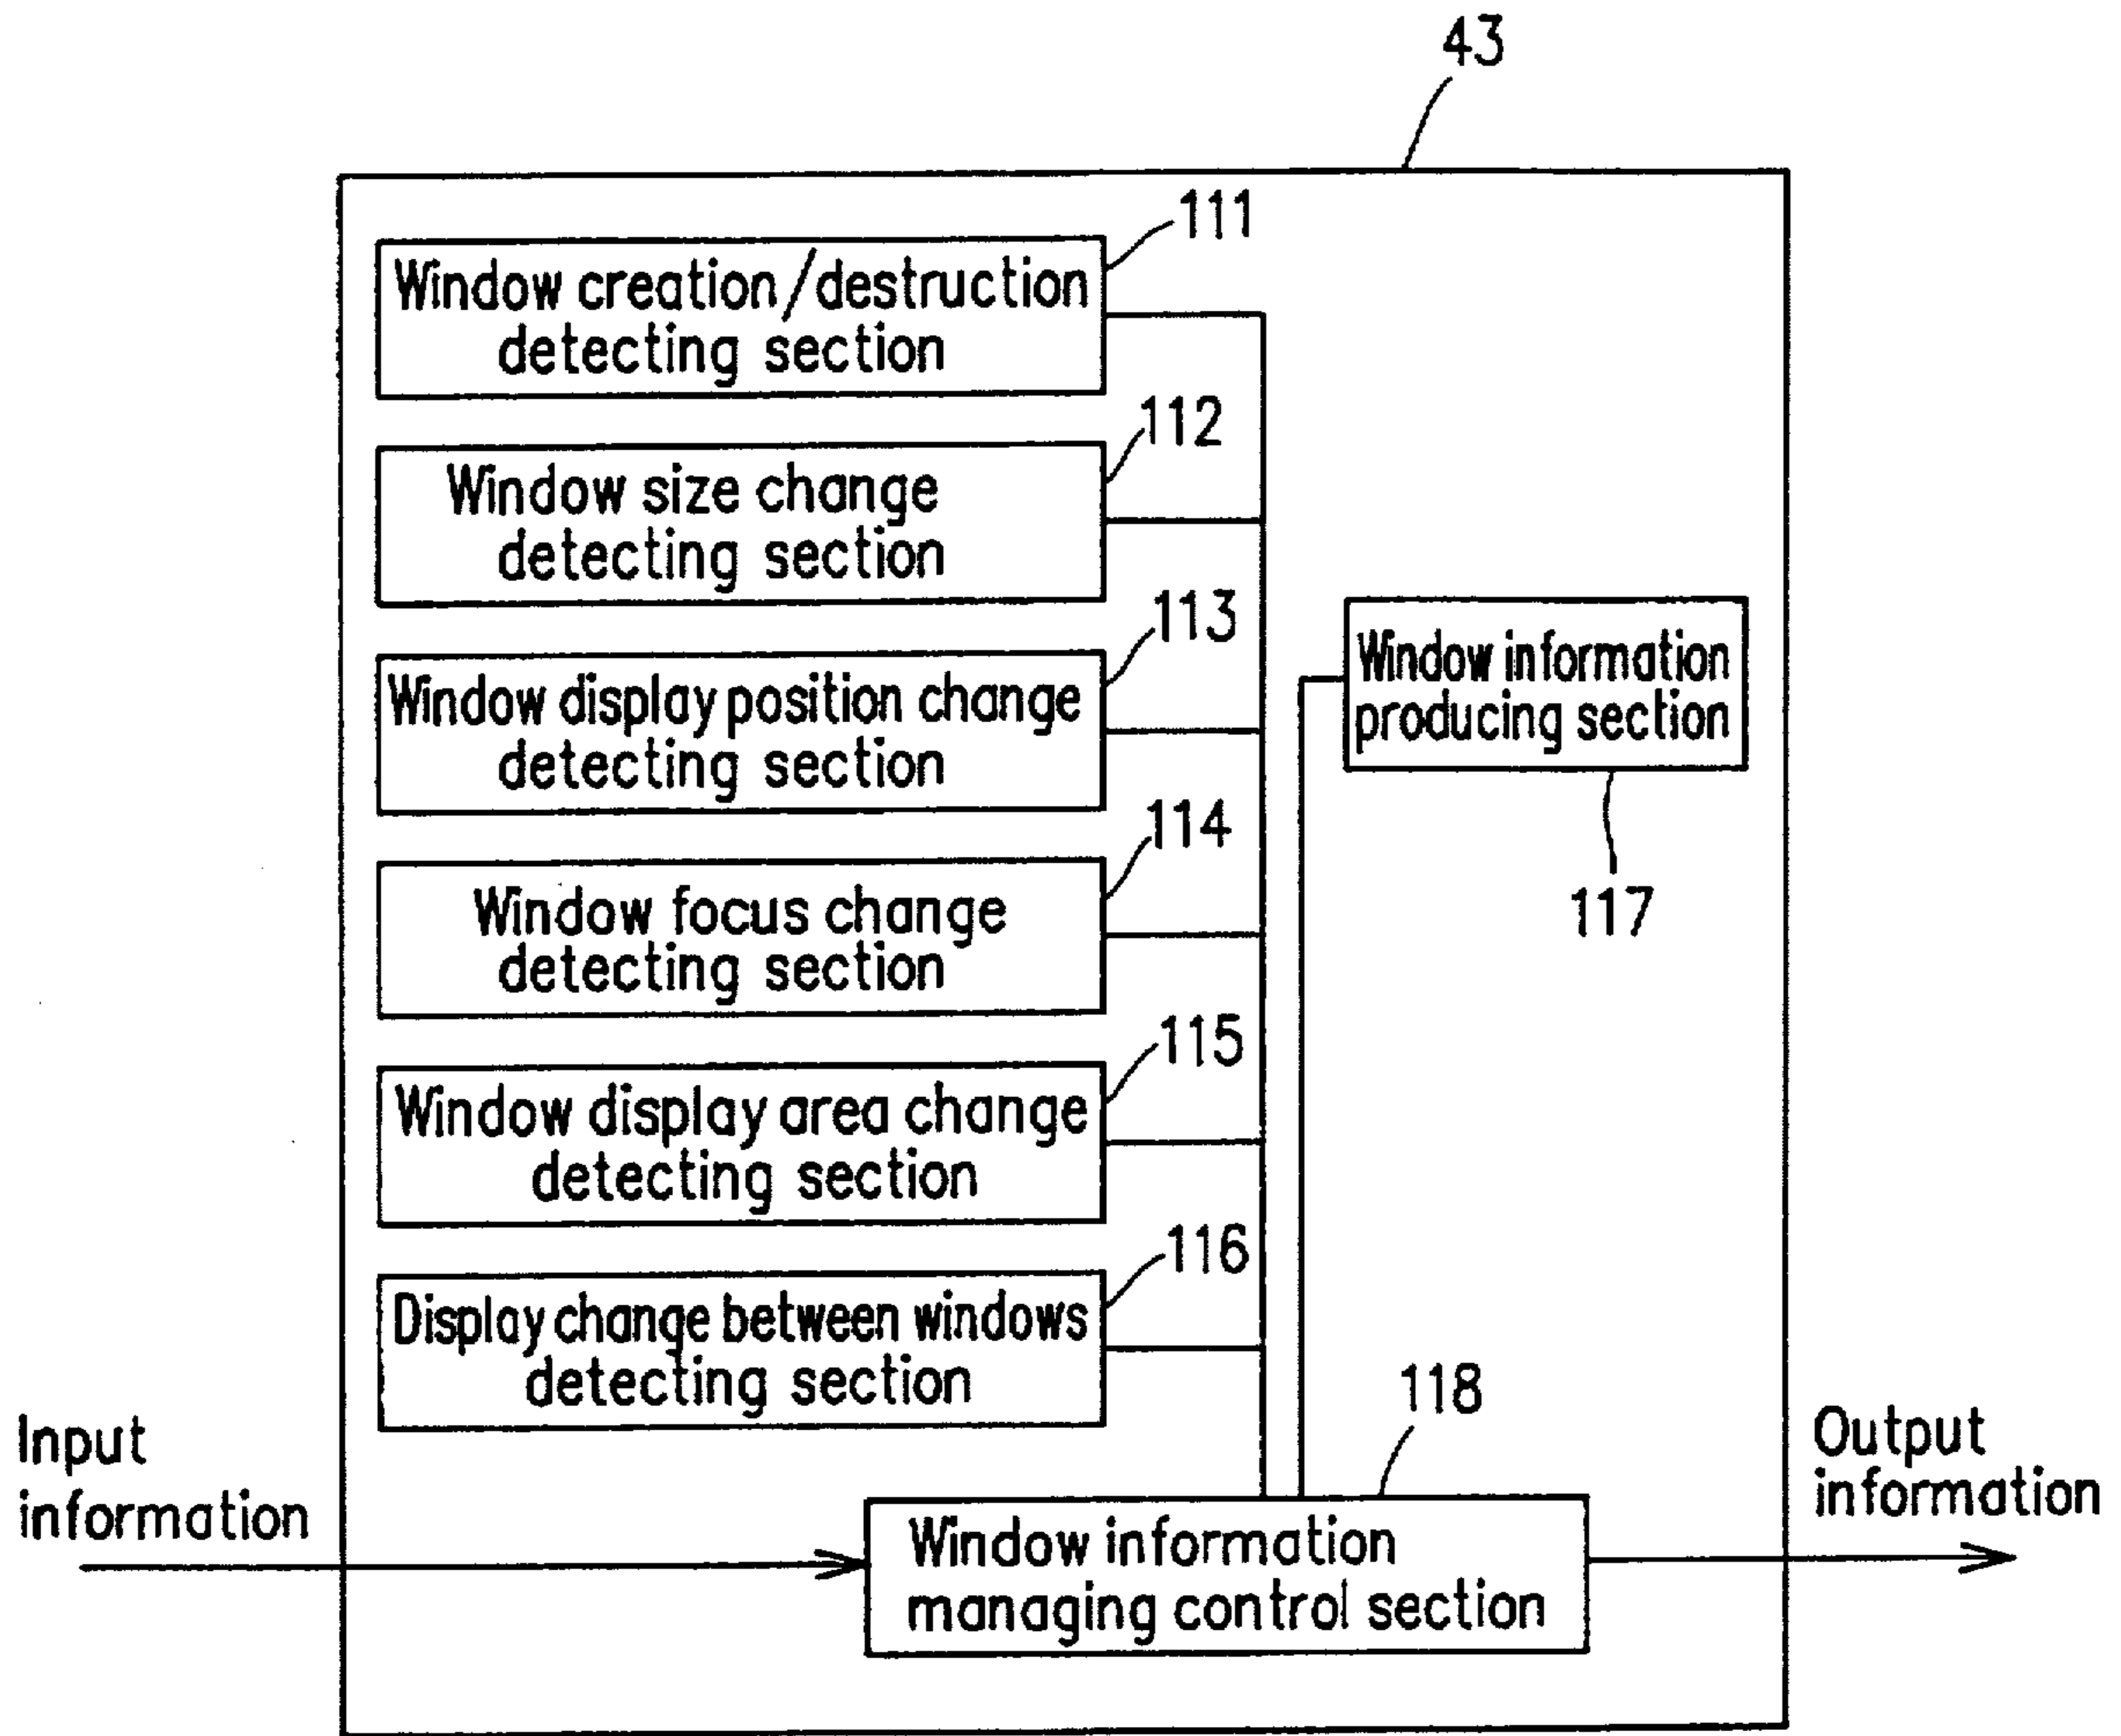 43
111
Window creation/destruction
detecting section
112
Window size change
detecting section
113
Window display position change
detecting section
Window information
producing section
117
114
Window focus change
detecting section
115
Window display area change
detecting section
116
Display change between windows
detecting section
118
Input
information
Window information
managing control section
Output
information